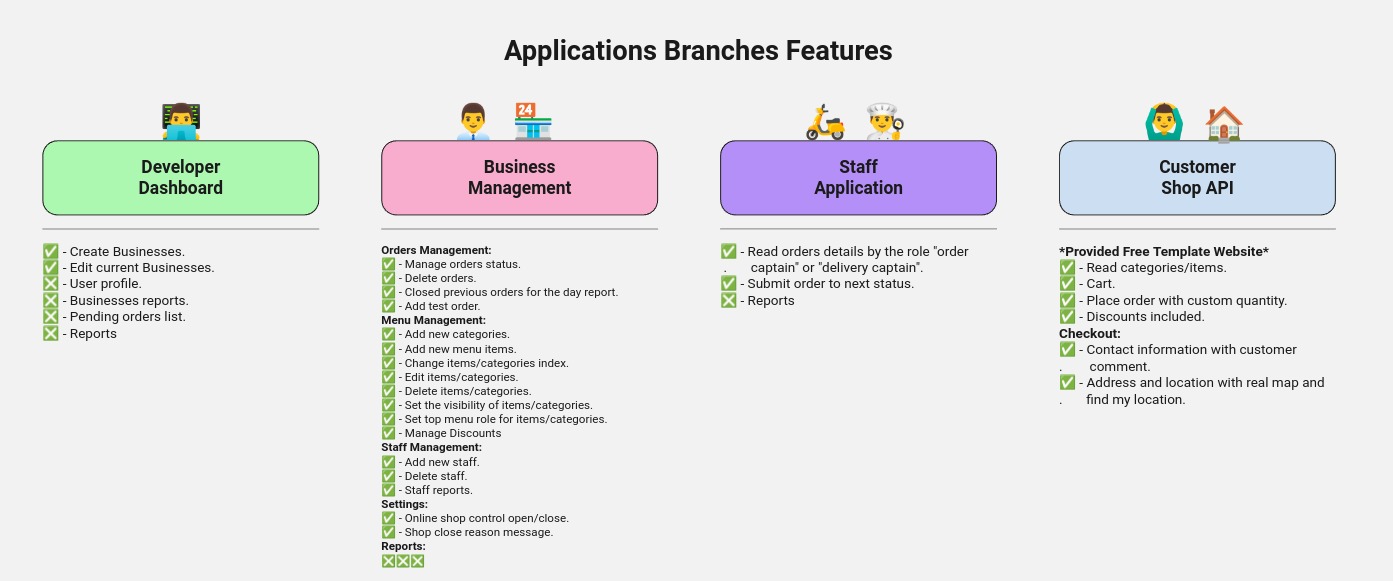 Applications Branches Features
Developer
Dashboard
✅ - Create Businesses.
✅ - Edit current Businesses.
❎ - User profile.
❎ - Businesses reports.
❎ - Pending orders list.
❎ - Reports
24
Business
Management
Orders Management:
✅ - Manage orders status.
✅ - Delete orders.
✅ - Closed previous orders for the day report.
✅ - Add test order.
Menu Management:
✅ - Add new categories.
✅ - Add new menu items.
✅ - Change items/categories index.
✅ - Edit items/categories.
✅ - Delete items/categories.
✅ - Set the visibility of items/categories.
✅ - Set top menu role for items/categories.
✅ - Manage Discounts
Staff Management:
✅ - Add new staff.
✅ - Delete staff.
✅ - Staff reports.
Settings:
✅ - Online shop control open/close.
✅ - Shop close reason message.
Reports:
❎❎❎
Staff
Application
✅ - Read orders details by the role "order
. captain" or "delivery captain".
✅ - Submit order to next status.
❎ - Reports
Customer
Shop API
*Provided Free Template Website*
✅ - Read categories/items.
✅ - Cart.
✅ - Place order with custom quantity.
✅ - Discounts included.
Checkout:
✅ - Contact information with customer
. comment.
✅ - Address and location with real map and
. find my location.